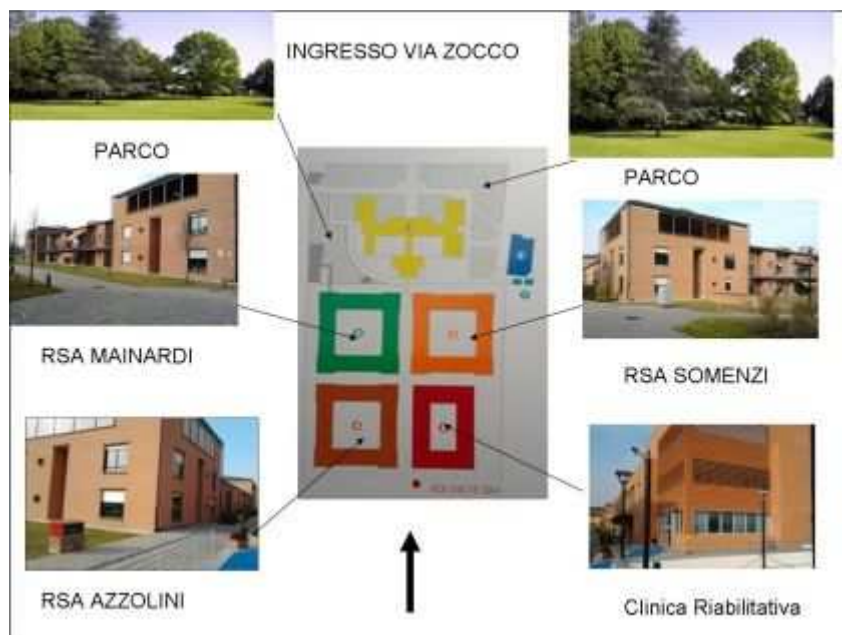 INGRESSO VIA ZOCCO
PARCO
PARCO
RSA MAINARDI
RSA SOMENZI
RSA AZZOLINI
Clinica Riabilitativa